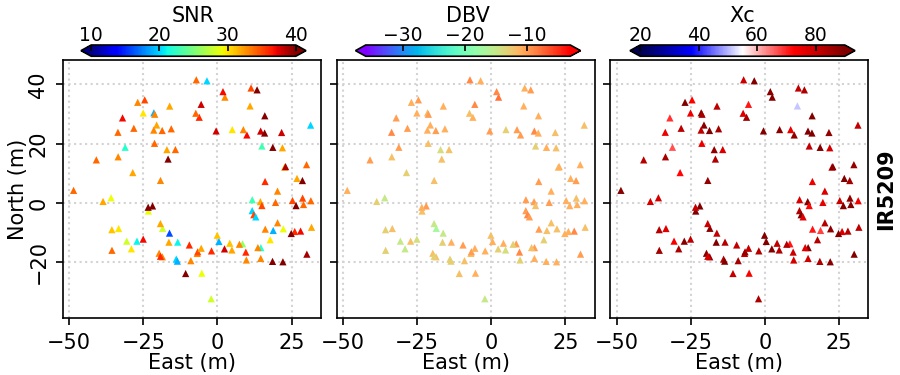 SNR DBV Xc
10 20 30 40 −30 −20 −10 20 40 60 80
40
20
0
−20
North (m)
IR5209
−50 −25 0 25 −50 −25 0 25 −50 −25 0 25
East (m) East (m) East (m)